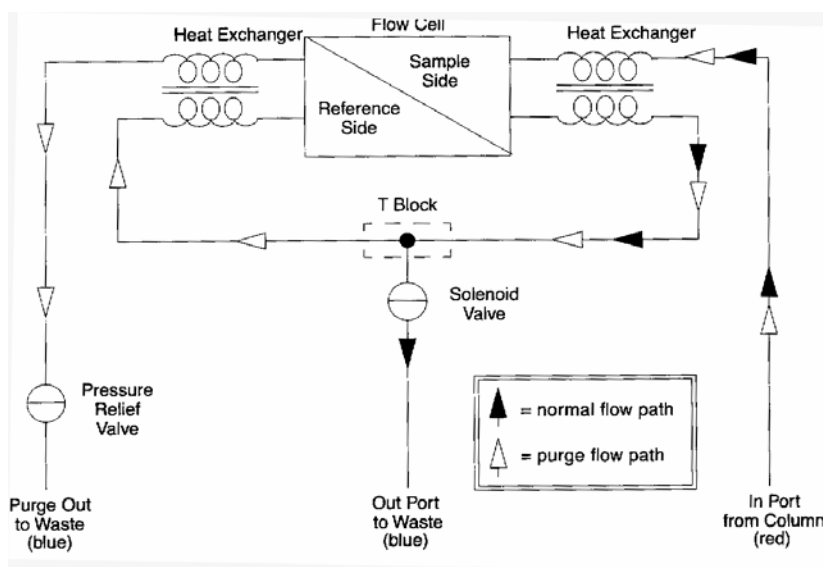 Heat Exchanger
Flow Cell
Heat Exchanger
Sample
Side
Reference
Side
T Block
Solenoid
Valve
Pressure
Relief
Valve
= normal flow path
= purge flow path
Purge Out
to Waste
(blue)
Out Port
to Waste
(blue)
In Port
from Column
(red)